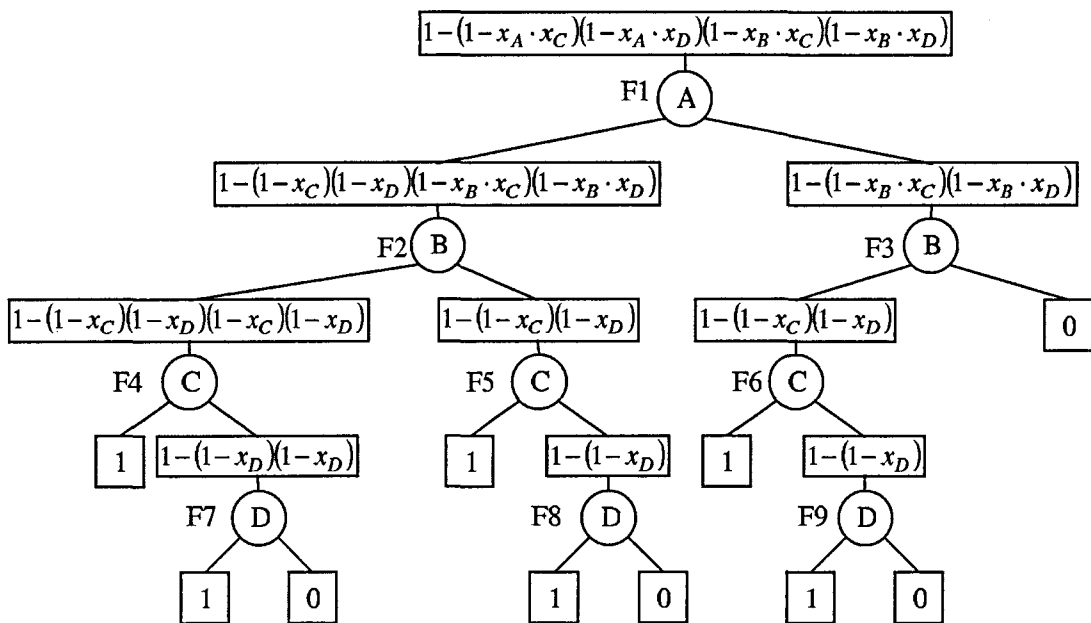 1−(1−x_A · x_C)(1−x_A · x_D)(1−x_B · x_C)(1−x_B · x_D)
F1 A
1−(1−x_C)(1−x_D)(1−x_B · x_C)(1−x_B · x_D) 1−(1−x_B · x_C)(1−x_B · x_D)
F2 B F3 B
1−(1−x_C)(1−x_D)(1−x_C)(1−x_D) 1−(1−x_C)(1−x_D) 1−(1−x_C)(1−x_D) 0
F4 C F5 C F6 C
1 1−(1−x_D)(1−x_D) 1 1−(1−x_D) 1 1−(1−x_D)
F7 D F8 D F9 D
1 0 1 0 1 0